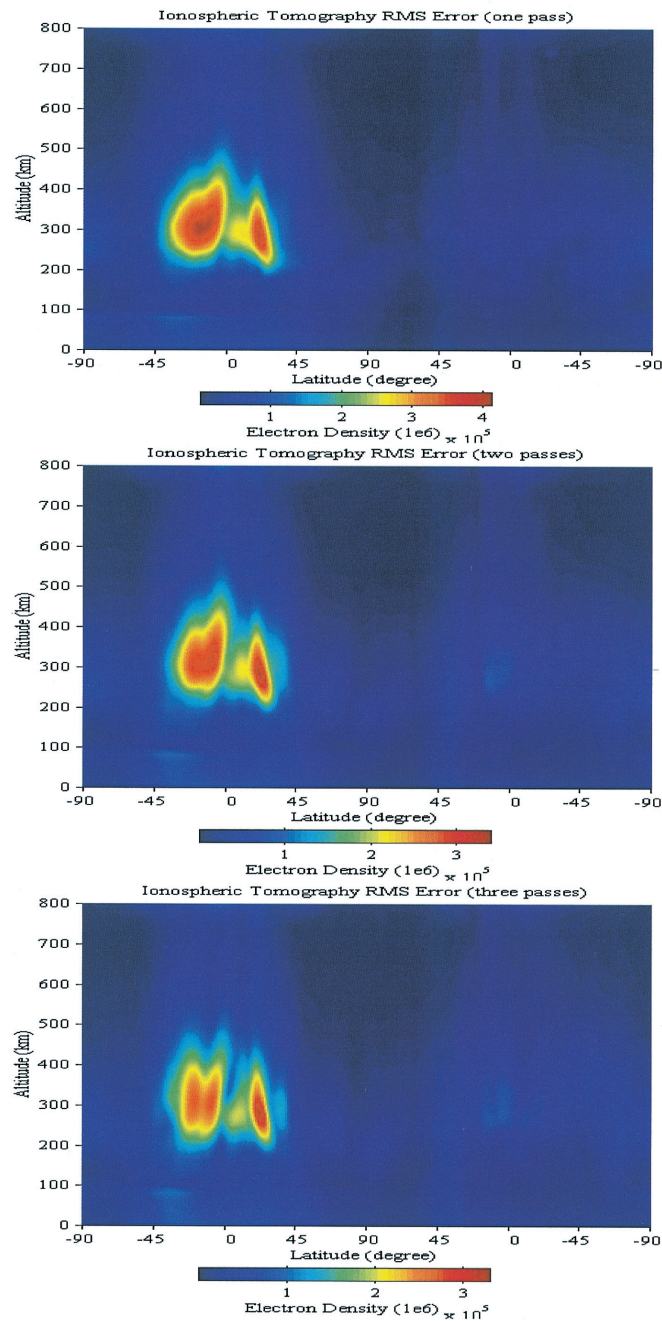 Ionospheric Tomography RMS Error (one pass)
800
700
600
500
400
300
200
100
0
Altitude (km)
-90 -45 0 45 90 45 0 -45 -90
Latitude (degree)
1 2 3 4
Electron Density (1e6) x 10^5
Ionospheric Tomography RMS Error (two passes)
800
700
600
500
400
300
200
100
0
Altitude (km)
-90 -45 0 45 90 45 0 -45 -90
Latitude (degree)
1 2 3
Electron Density (1e6) x 10^5
Ionospheric Tomography RMS Error (three passes)
800
700
600
500
400
300
200
100
0
Altitude (km)
-90 -45 0 45 90 45 0 -45 -90
Latitude (degree)
1 2 3
Electron Density (1e6) x 10^5